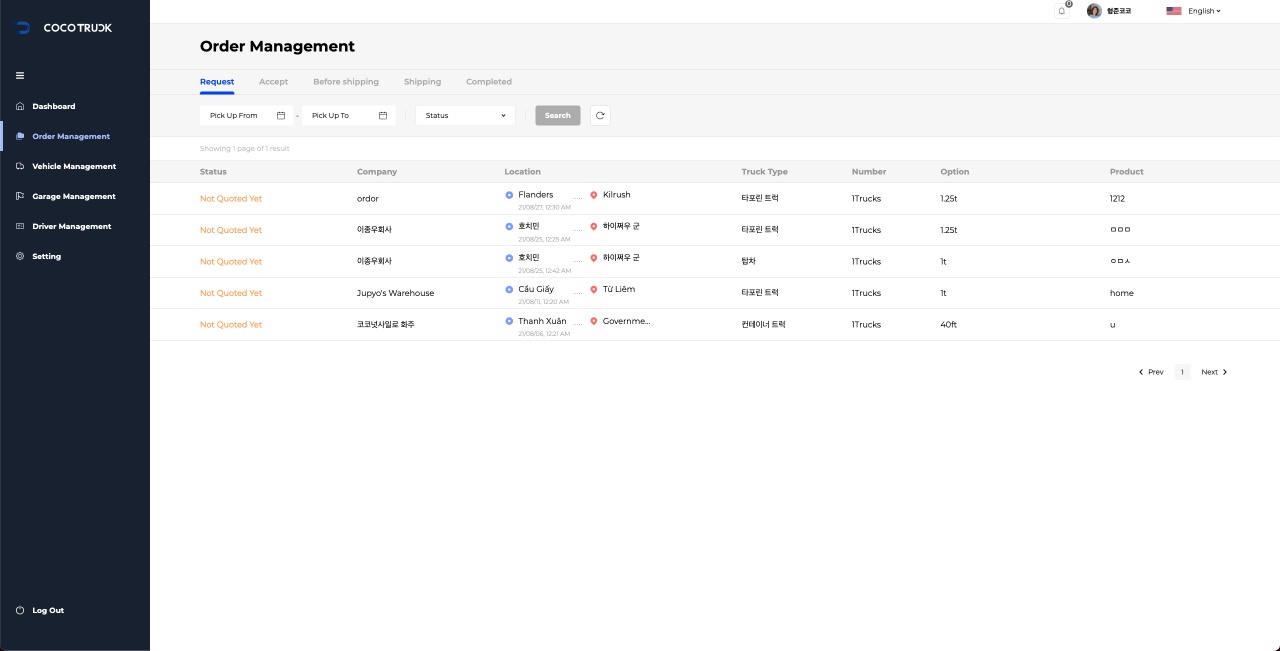 COCO TRUCK
0
형준코코
English
Order Management
Request Accept Before shipping Shipping Completed
Dashboard
Order Management
Vehicle Management
Garage Management
Driver Management
Setting
Log Out
Pick Up From - Pick Up To Status Search
Showing 1 page of 1 result
Status Company Location Truck Type Number Option Product
Not Quoted Yet ordor Flanders ..... Kilrush 타포린 트럭 1Trucks 1.25t 1212
21/08/27, 12:30 AM
Not Quoted Yet 이종우회사 호치민 ..... 하이쩌우 군 타포린 트럭 1Trucks 1.25t ㅁㅁㅁ
21/08/25, 12:25 AM
Not Quoted Yet 이종우회사 호치민 ..... 하이쩌우 군 탑차 1Trucks 1t ㅇㅁㅅ
21/08/25, 12:42 AM
Not Quoted Yet Jupyo's Warehouse Cầu Giấy ..... Từ Liêm 타포린 트럭 1Trucks 1t home
21/08/11, 12:20 AM
Not Quoted Yet 코코넛사일로 화주 Thanh Xuân ..... Governme... 컨테이너 트럭 1Trucks 40ft u
21/08/06, 12:21 AM
Prev 1 Next